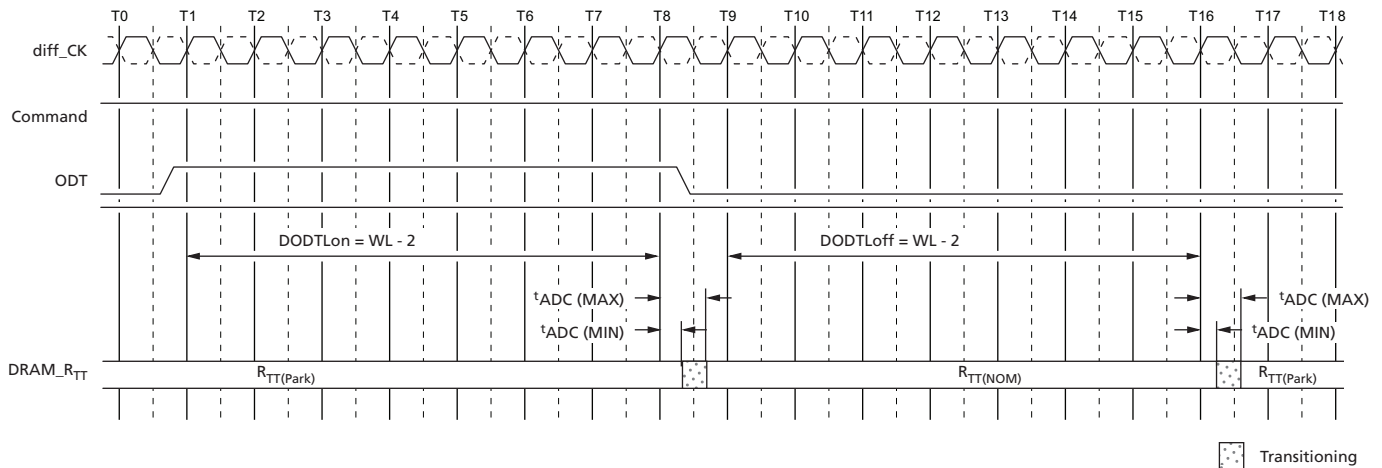 T0 T1 T2 T3 T4 T5 T6 T7 T8 T9 T10 T11 T12 T13 T14 T15 T16 T17 T18
diff_CK
Command
ODT
DODTLon = WL - 2 DODTLoff = WL - 2
tADC (MAX) tADC (MAX)
tADC (MIN) tADC (MIN)
DRAM_RTT RTT(Park) RTT(NOM) RTT(Park)
Transitioning